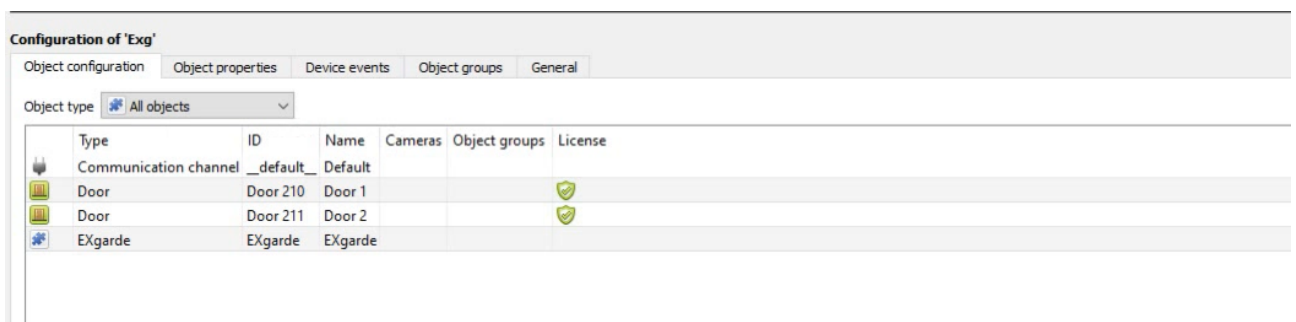 Configuration of 'Exg'
Object configuration Object properties Device events Object groups General
Object type All objects
Type ID Name Cameras Object groups License
Communication channel __default__ Default
Door Door 210 Door 1
Door Door 211 Door 2
EXgarde EXgarde EXgarde